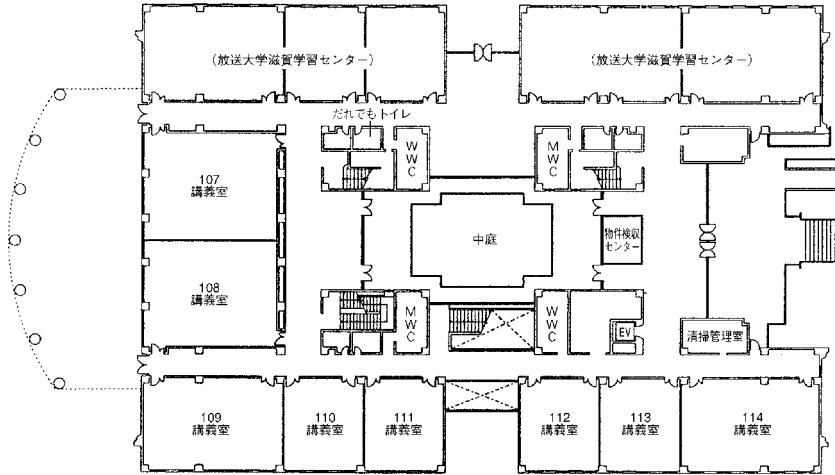 (放送大学滋賀学習センター)
(放送大学滋賀学習センター)
だれでもトイレ
WWC
MWC
107
講義室
中庭
物件検収
センター
108
講義室
MWC
WWC
EV
清掃管理室
109
講義室
110
講義室
111
講義室
112
講義室
113
講義室
114
講義室